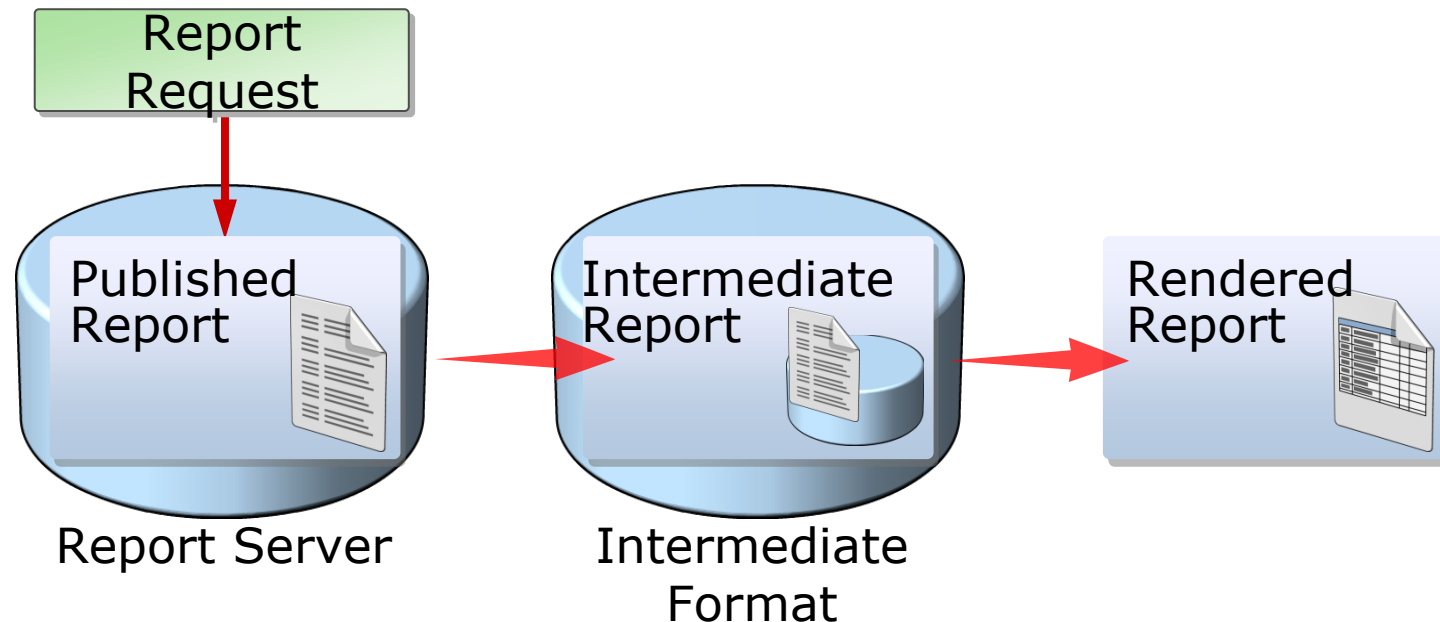 Report
Request
Published
Report
Intermediate
Report
Rendered
Report
Report Server
Intermediate
Format